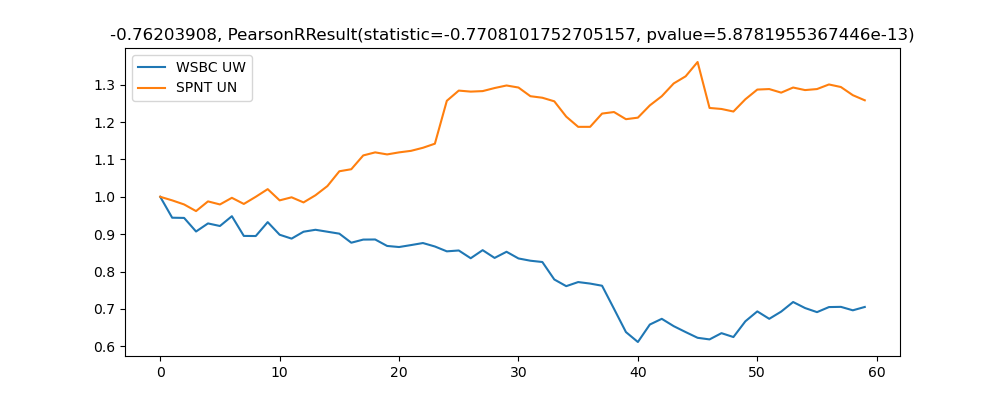 -0.76203908, PearsonRResult(statistic=-0.7708101752705157, pvalue=5.8781955367446e-13)
WSBC UW
SPNT UN
1.3
1.2
1.1
1.0
0.9
0.8
0.7
0.6
0 10 20 30 40 50 60